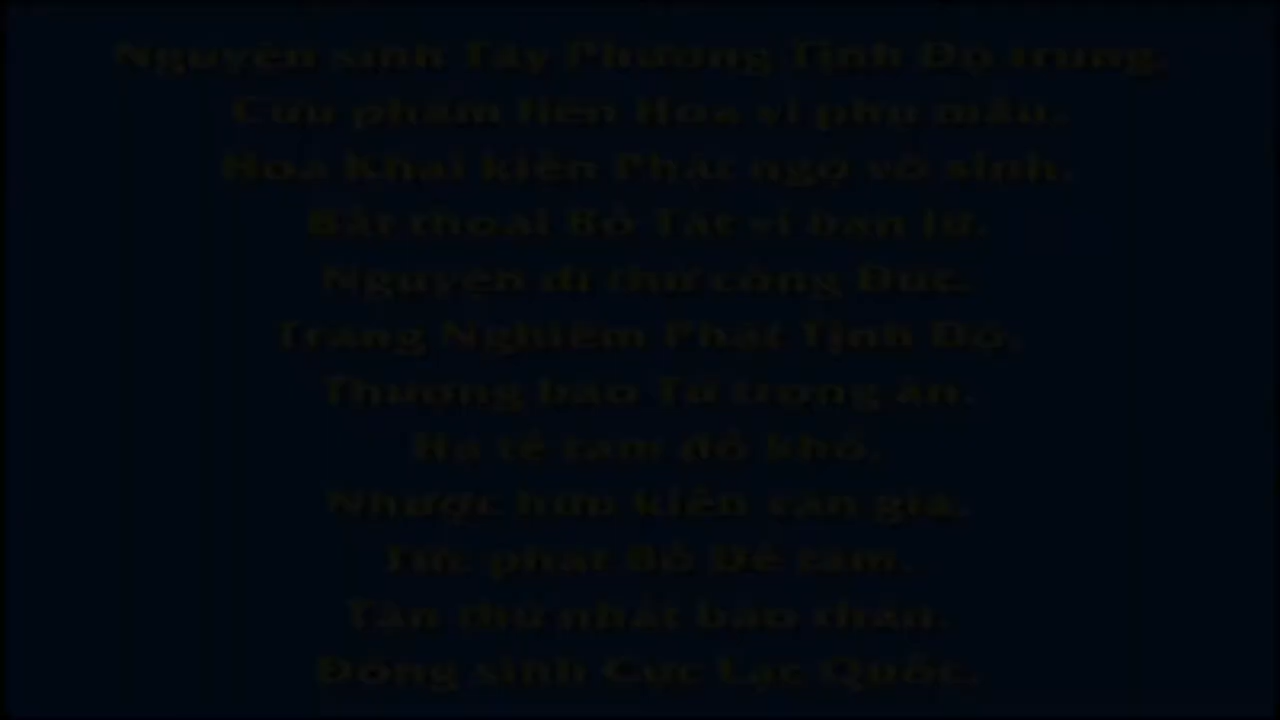 Nguyện sinh Tây Phương Tịnh Độ trung,
Cửu phẩm liên Hoa vi phụ mẫu.
Hoa Khai kiến Phật ngộ vô sinh,
Bất thoái Bồ Tát vi bạn lữ.
Nguyện dĩ thử công Đức,
Trang Nghiêm Phật Tịnh Độ,
Thượng báo Tứ trọng ân,
Hạ tế tam đồ khổ.
Nhược hữu kiến văn giả,
Tức phát Bồ Đề tâm,
Tận thử nhất báo thân,
Đồng sinh Cực Lạc Quốc.